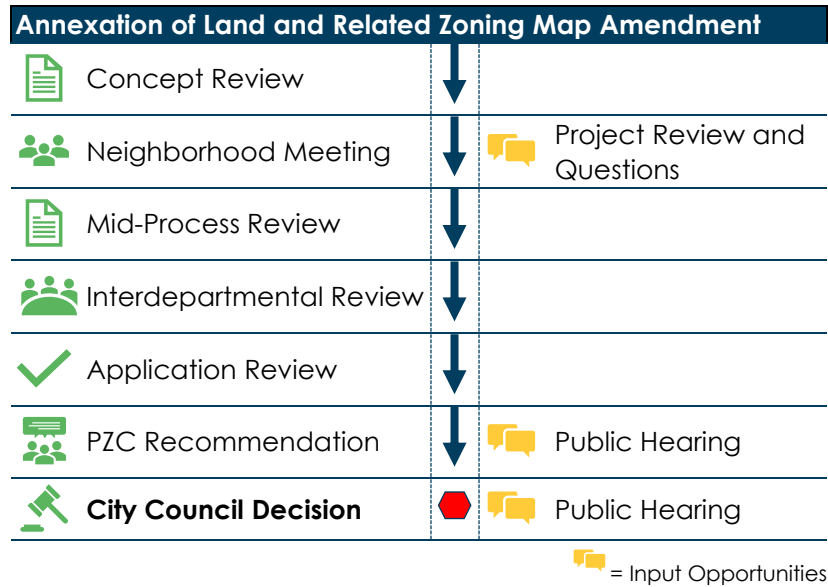 Annexation of Land and Related Zoning Map Amendment
Concept Review
Neighborhood Meeting
Project Review and
Questions
Mid-Process Review
Interdepartmental Review
Application Review
PZC Recommendation
Public Hearing
City Council Decision
Public Hearing
= Input Opportunities